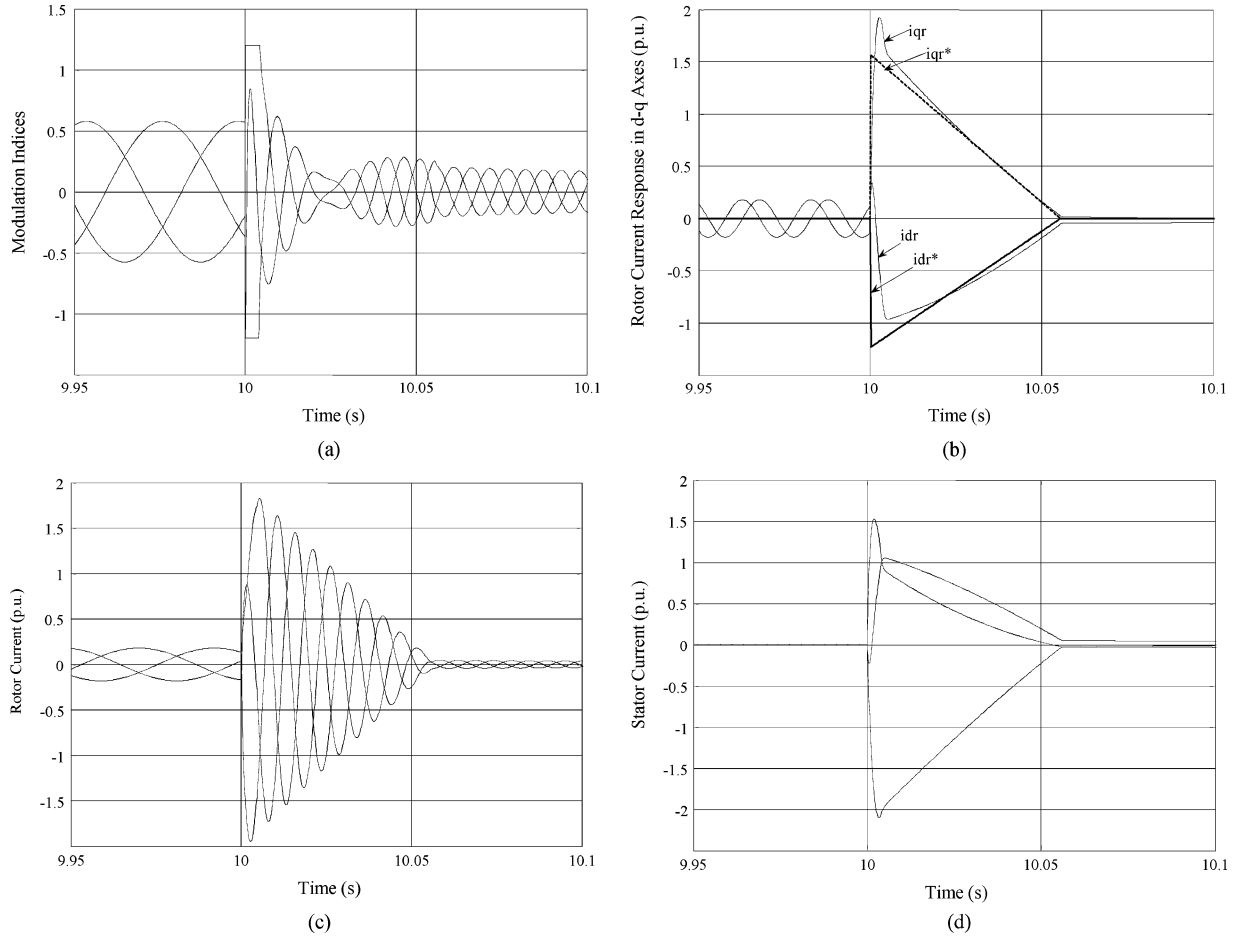 1.5
1
0.5
0
-0.5
-1
9.95
10
10.05
10.1
Modulation Indices
Time (s)
(a)
2
1.5
1
0.5
0
-0.5
-1
9.95
10
10.05
10.1
Rotor Current Response in d-q Axes (p.u.)
iqr
iqr*
idr
idr*
Time (s)
(b)
2
1.5
1
0.5
0
-0.5
-1
-1.5
9.95
10
10.05
10.1
Rotor Current (p.u.)
Time (s)
(c)
2
1.5
1
0.5
0
-0.5
-1
-1.5
-2
9.95
10
10.05
10.1
Stator Current (p.u.)
Time (s)
(d)